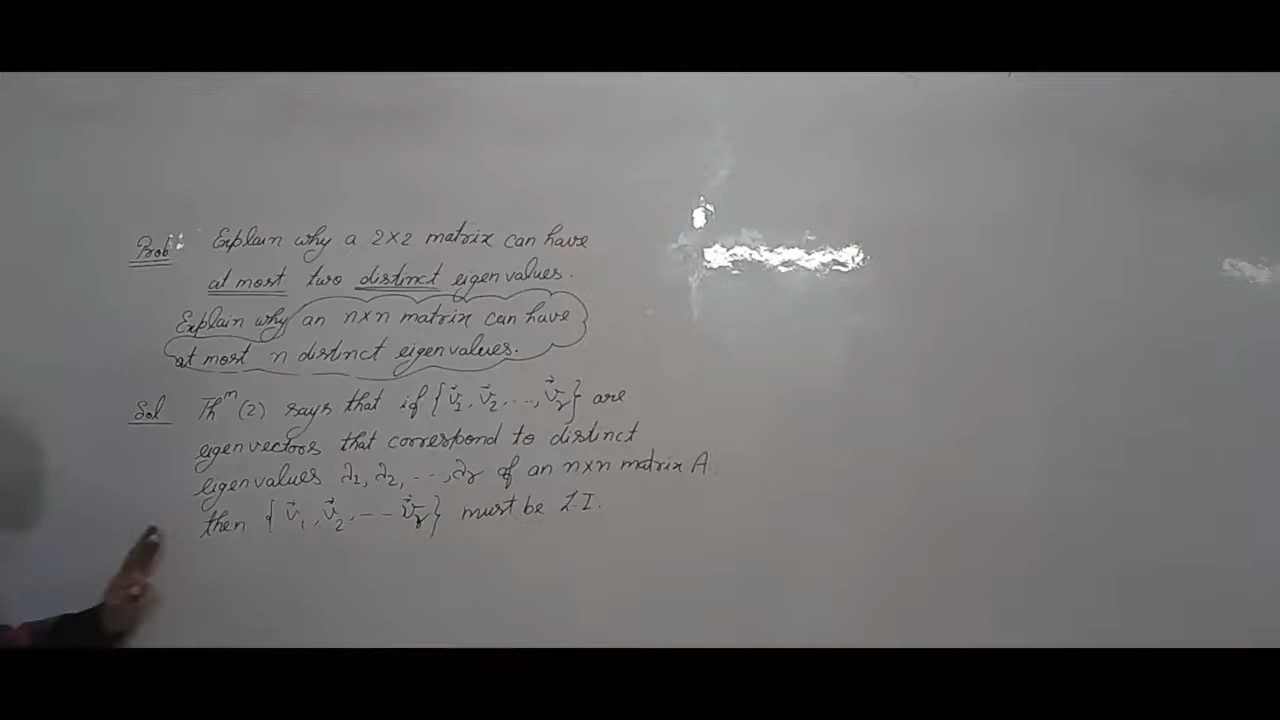 Prob: Explain why a 2×2 matrix can have
at most two distinct eigenvalues.
Explain why an n×n matrix can have
at most n distinct eigenvalues.
Sol Th^m (2) says that if {v⃗₁, v⃗₂, ..., v⃗ᵣ} are
eigenvectors that correspond to distinct
eigenvalues λ₁, λ₂, ..., λᵣ of an n×n matrix A
then {v⃗₁, v⃗₂, --- v⃗ᵣ} must be L.I.